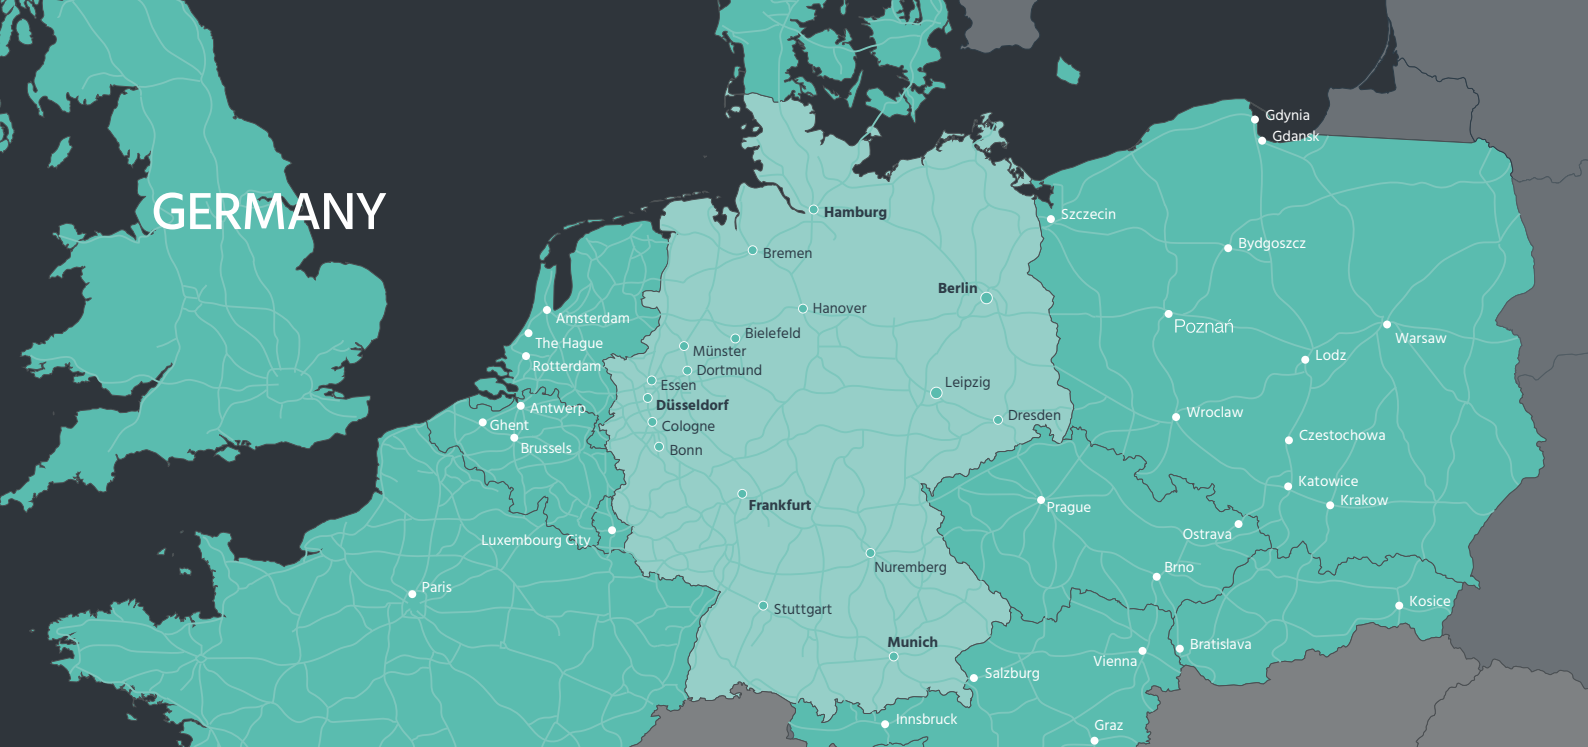 Gdynia
Gdansk
GERMANY
Hamburg
Szczecin
Bydgoszcz
Bremen
Berlin
Hanover
Amsterdam
Poznań
Bielefeld
Warsaw
The Hague
Münster
Lodz
Rotterdam
Dortmund
Essen
Leipzig
Düsseldorf
Antwerp
Wroclaw
Dresden
Ghent
Cologne
Czestochowa
Brussels
Bonn
Katowice
Krakow
Frankfurt
Prague
Ostrava
Luxembourg City
Nuremberg
Brno
Paris
Kosice
Stuttgart
Munich
Bratislava
Vienna
Salzburg
Innsbruck
Graz